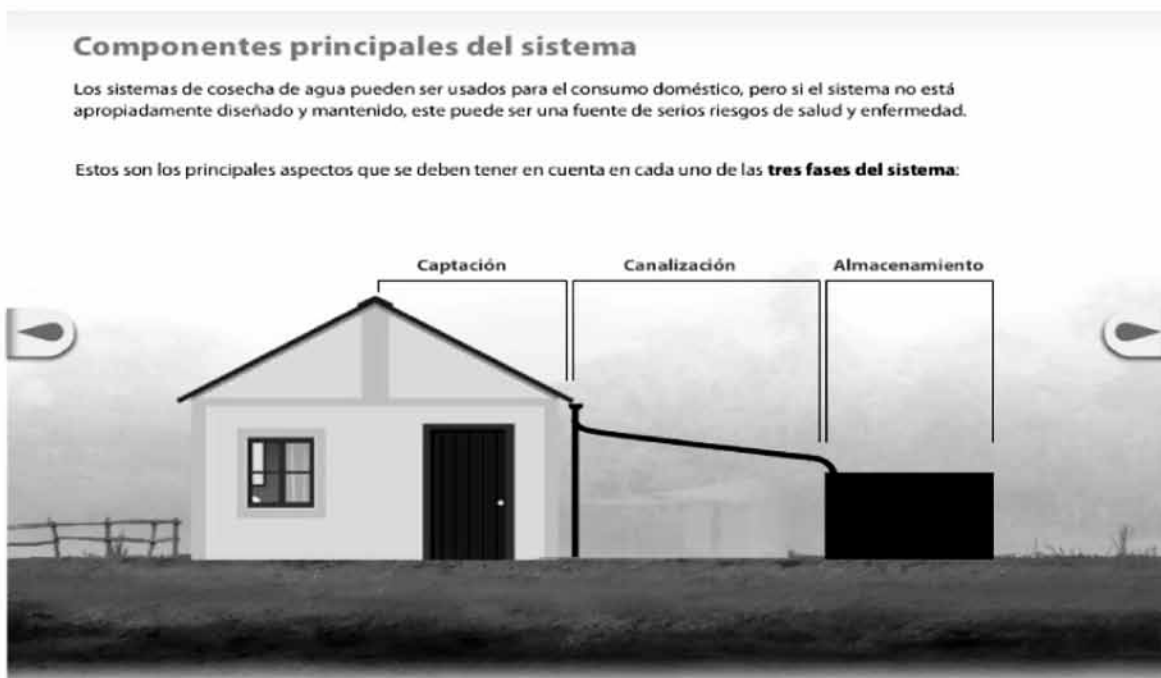 Componentes principales del sistema
Los sistemas de cosecha de agua pueden ser usados para el consumo doméstico, pero si el sistema no está
apropiadamente diseñado y mantenido, este puede ser una fuente de serios riesgos de salud y enfermedad.
Estos son los principales aspectos que se deben tener en cuenta en cada uno de las tres fases del sistema:
Captación Canalización Almacenamiento